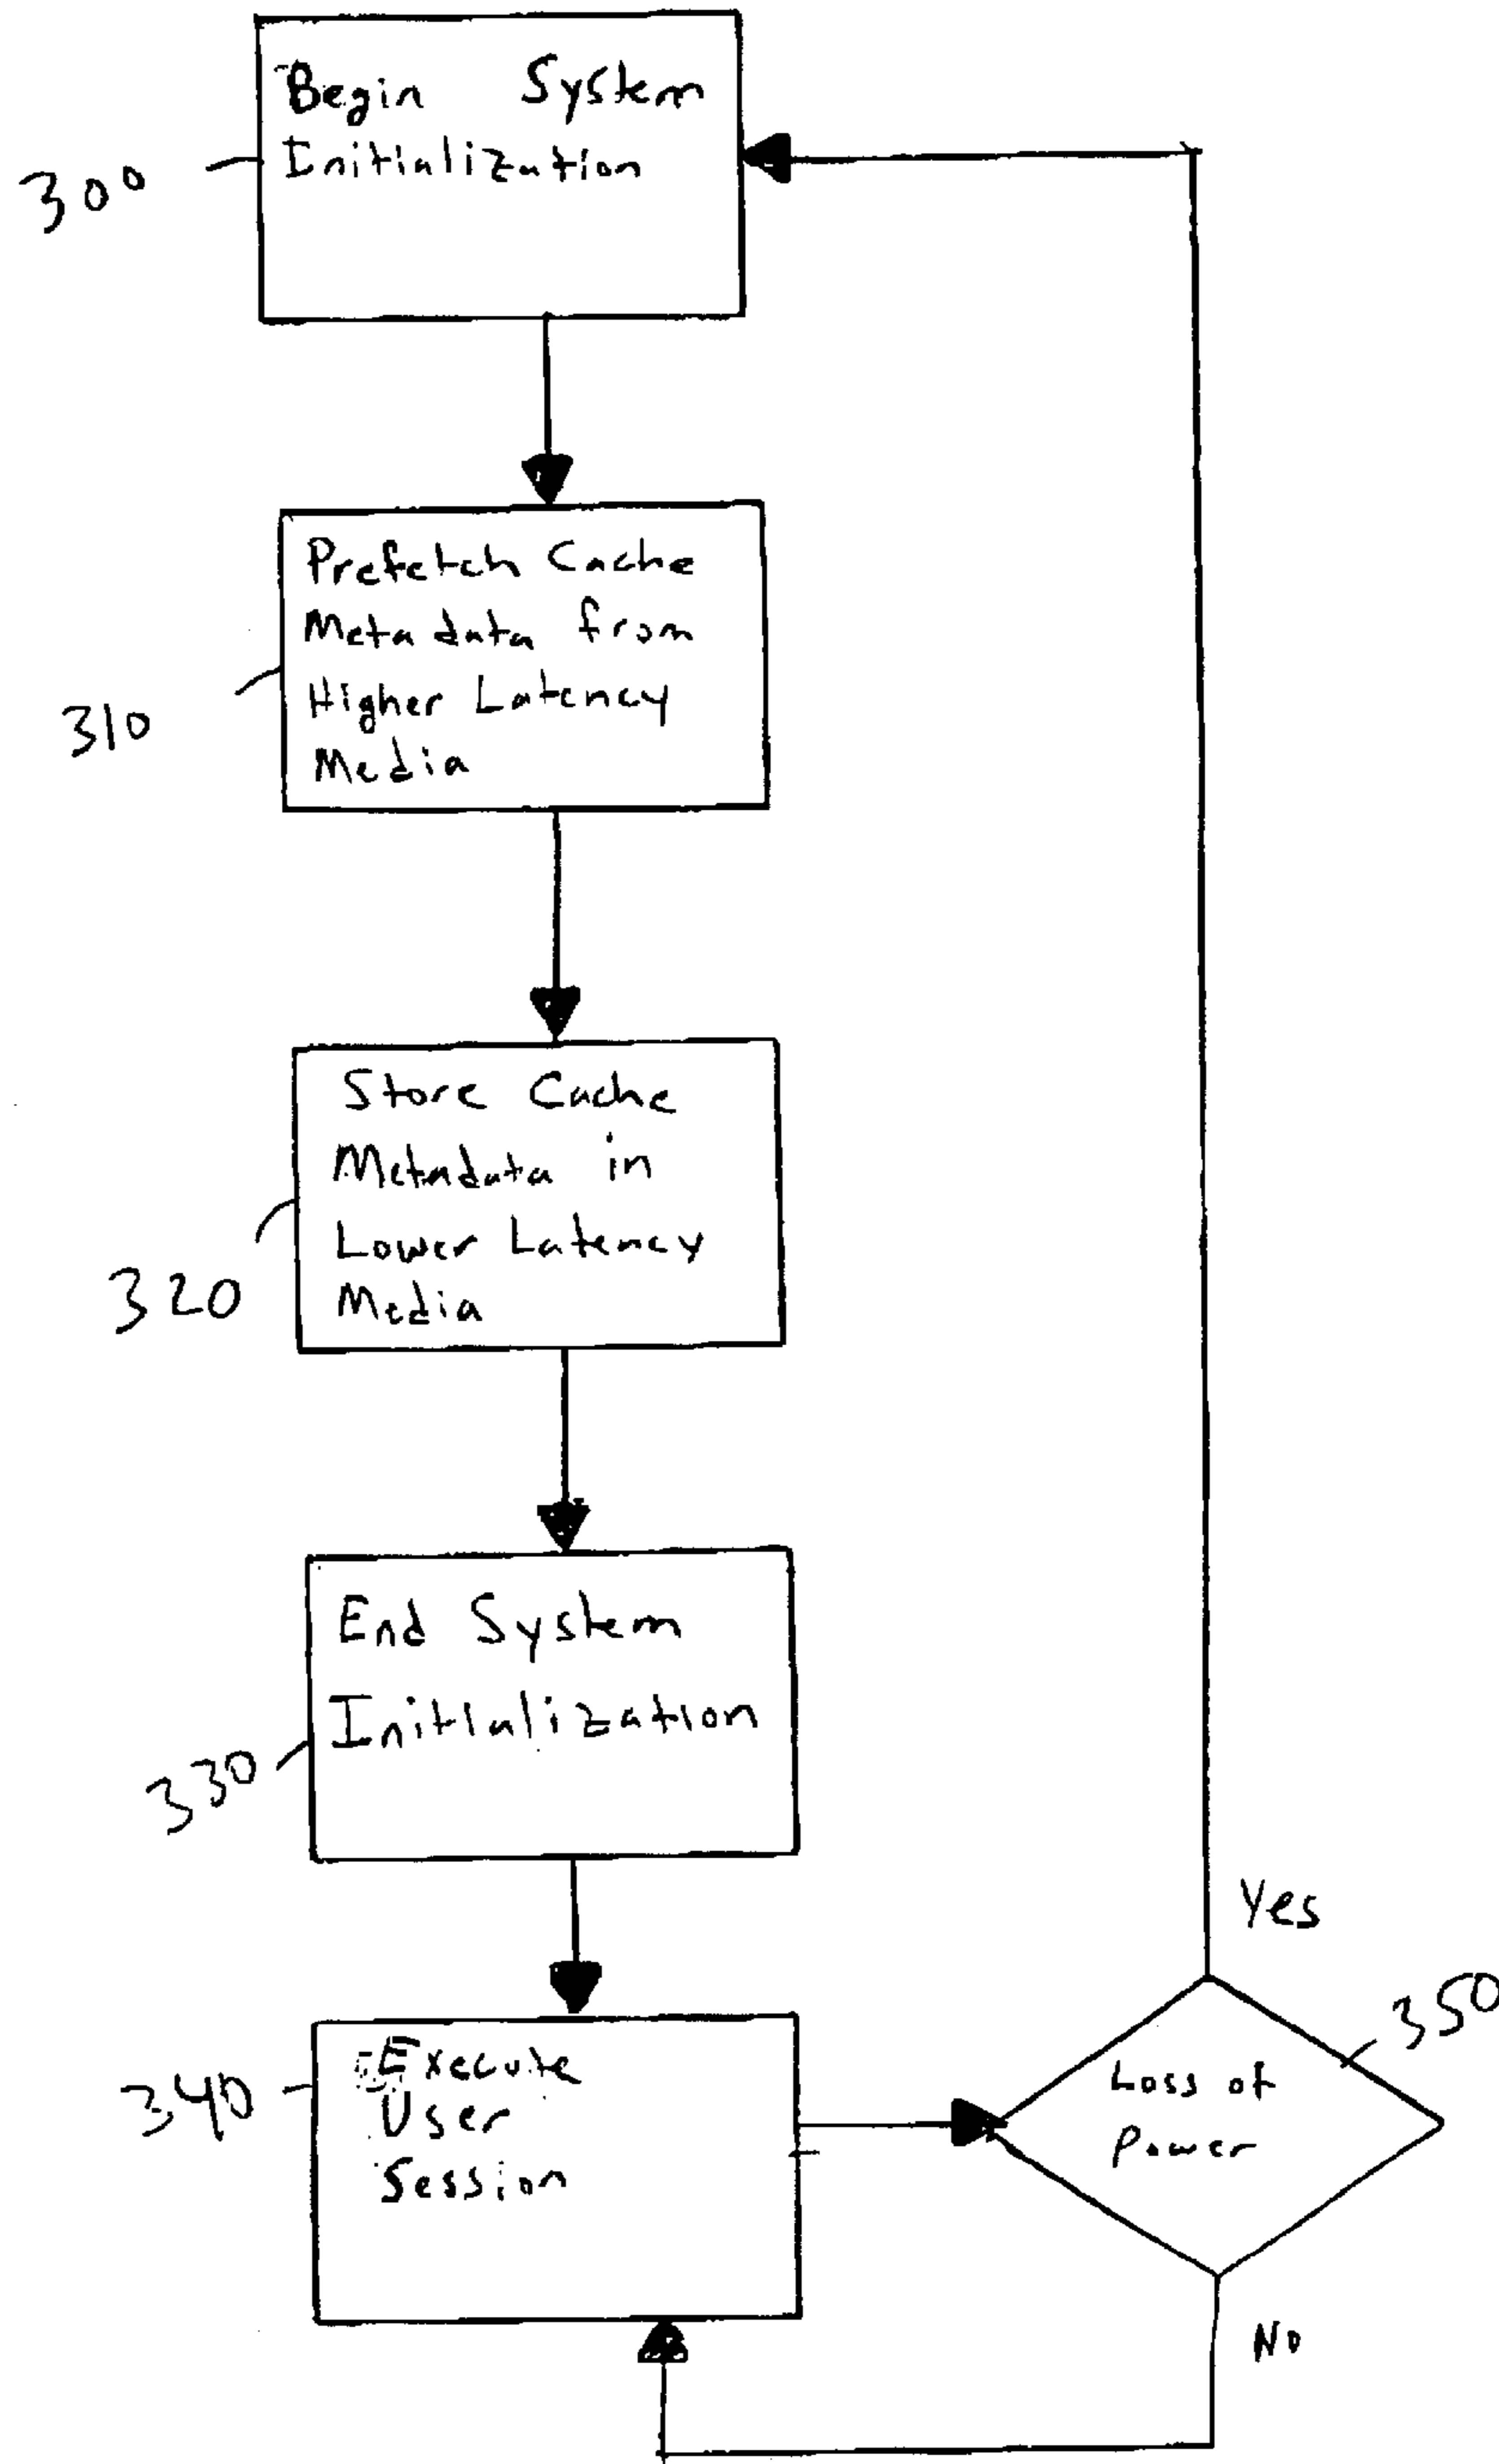 Begin System
Initialization
300
Prefetch Cache
Metadata from
Higher Latency
Media
310
Store Cache
Metadata in
Lower Latency
Media
320
End System
Initialization
330
Yes
350
Execute
User
Session
340
Loss of
Power
No